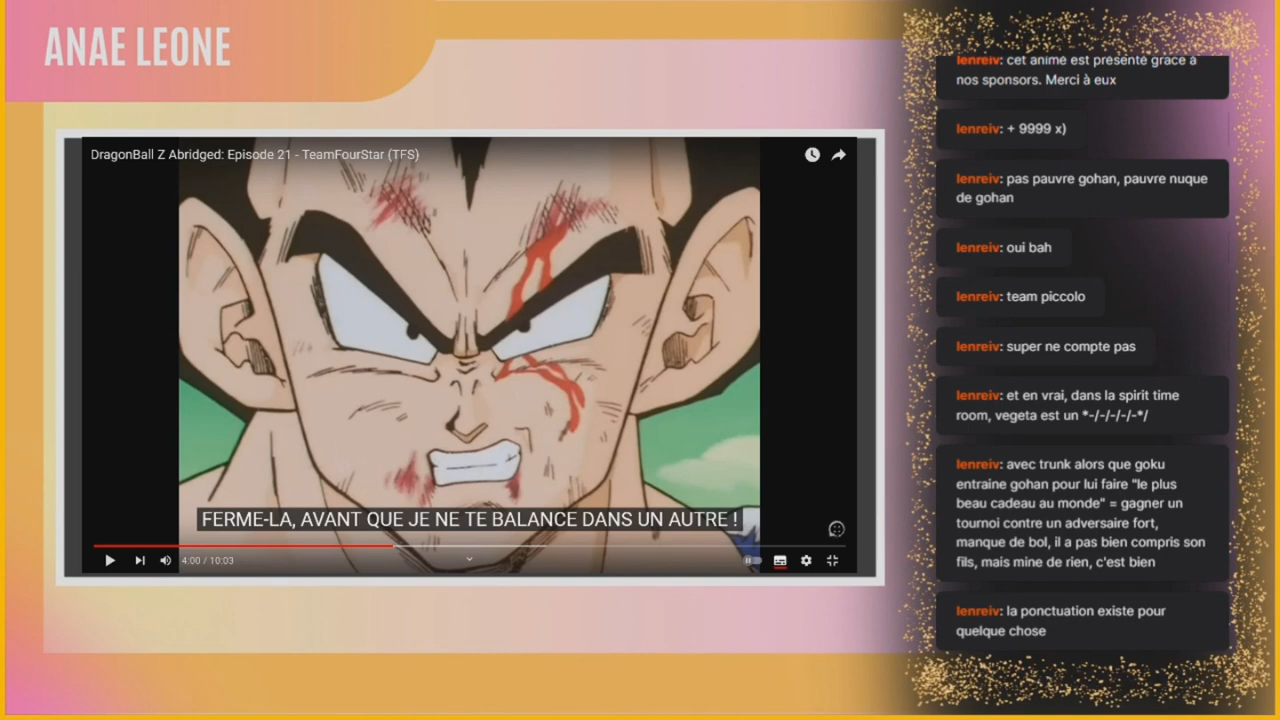 ANAE LEONE
DragonBall Z Abridged: Episode 21 - TeamFourStar (TFS)
FERME-LA, AVANT QUE JE NE TE BALANCE DANS UN AUTRE !
4:00 / 10:03
lenreiv: cet animé est présenté grâce à
nos sponsors. Merci à eux
lenreiv: + 9999 x)
lenreiv: pas pauvre gohan, pauvre nuque
de gohan
lenreiv: oui bah
lenreiv: team piccolo
lenreiv: super ne compte pas
lenreiv: et en vrai, dans la spirit time
room, vegeta est un *-/-/-/-/-*/
lenreiv: avec trunk alors que goku
entraine gohan pour lui faire "le plus
beau cadeau au monde" = gagner un
tournoi contre un adversaire fort,
manque de bol, il a pas bien compris son
fils, mais mine de rien, c'est bien
lenreiv: la ponctuation existe pour
quelque chose